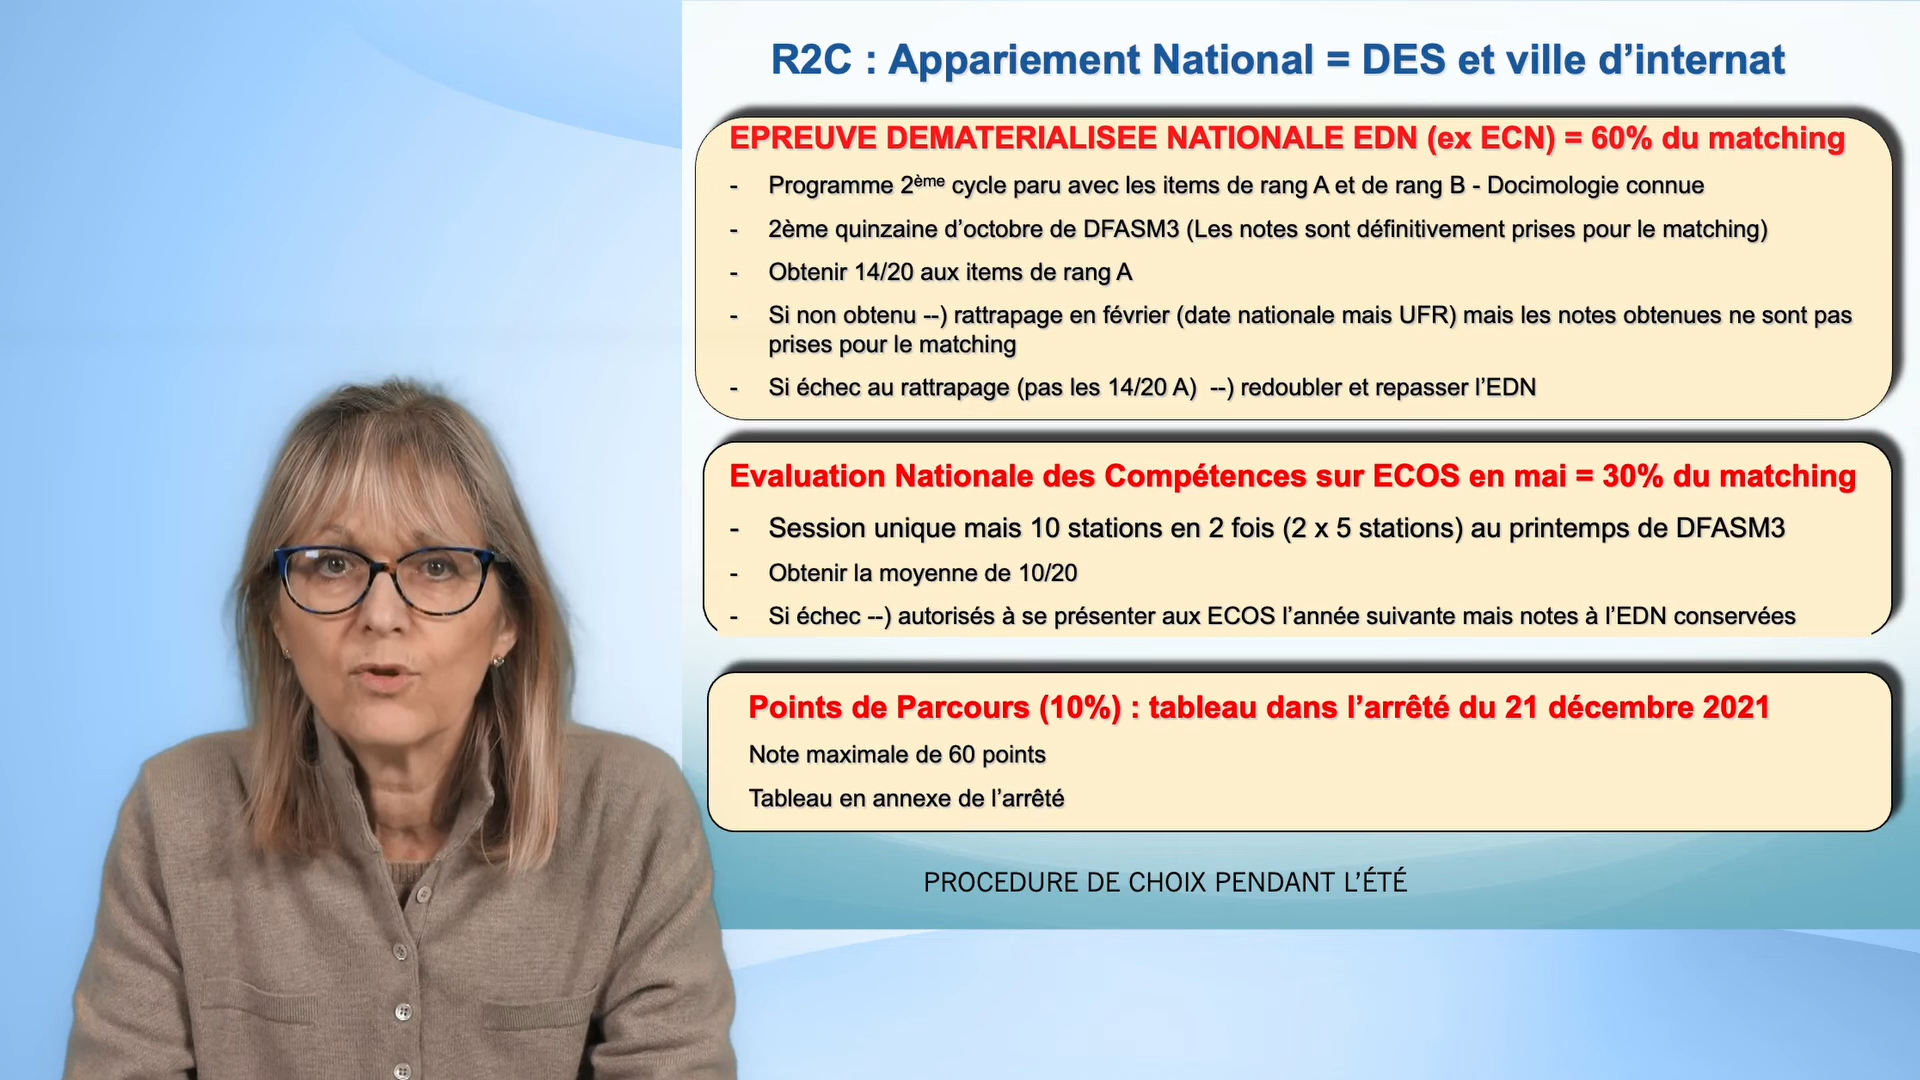 R2C : Appariement National = DES et ville d’internat
EPREUVE DEMATERIALISEE NATIONALE EDN (ex ECN) = 60% du matching
- Programme 2ème cycle paru avec les items de rang A et de rang B - Docimologie connue
- 2ème quinzaine d’octobre de DFASM3 (Les notes sont définitivement prises pour le matching)
- Obtenir 14/20 aux items de rang A
- Si non obtenu --) rattrapage en février (date nationale mais UFR) mais les notes obtenues ne sont pas
prises pour le matching
- Si échec au rattrapage (pas les 14/20 A) --) redoubler et repasser l’EDN
Evaluation Nationale des Compétences sur ECOS en mai = 30% du matching
- Session unique mais 10 stations en 2 fois (2 x 5 stations) au printemps de DFASM3
- Obtenir la moyenne de 10/20
- Si échec --) autorisés à se présenter aux ECOS l’année suivante mais notes à l’EDN conservées
Points de Parcours (10%) : tableau dans l’arrêté du 21 décembre 2021
Note maximale de 60 points
Tableau en annexe de l’arrêté
PROCEDURE DE CHOIX PENDANT L’ÉTÉ